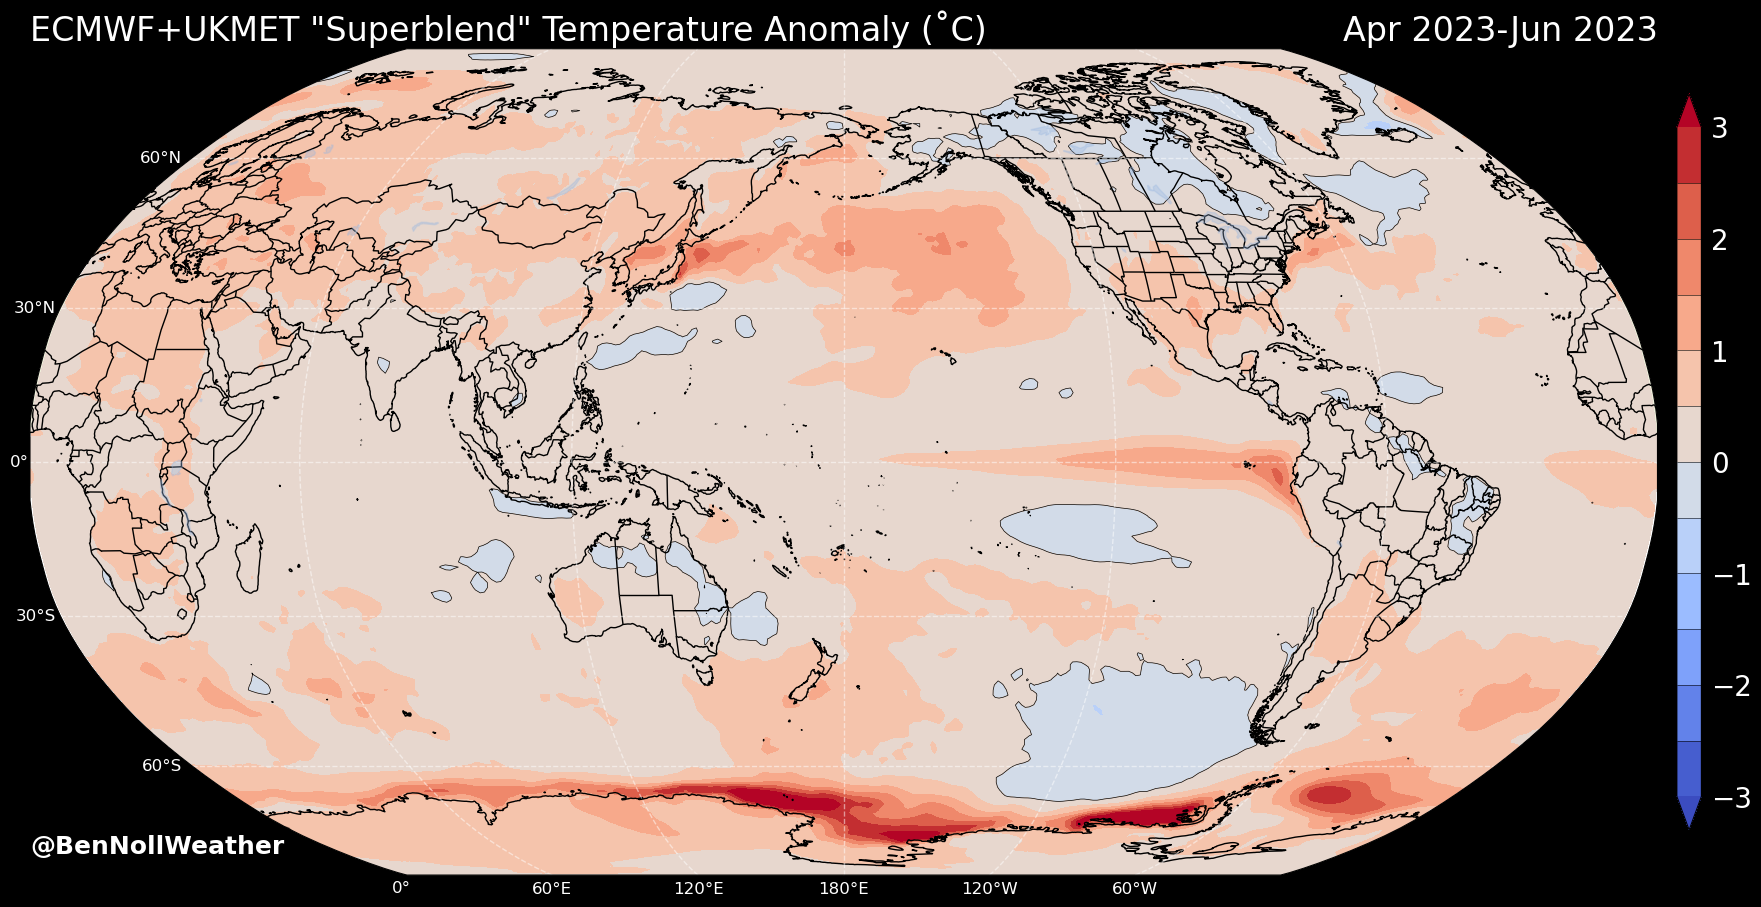 ECMWF+UKMET "Superblend" Temperature Anomaly (˚C)
Apr 2023-Jun 2023
3
2
1
0
−1
−2
−3
60°N
30°N
0°
30°S
60°S
@BenNollWeather
0°
60°E
120°E
180°E
120°W
60°W